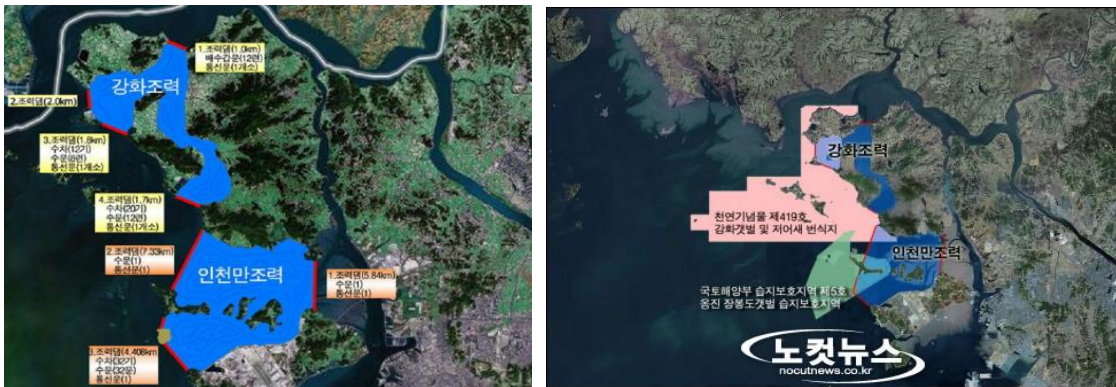 1.조력댐(1.0km)
배수갑문(12련)
통선문(1개소)
강화조력
2.조력댐(2.0km)
3.조력댐(1.8km)
수차(12기)
수문(8련)
통선문(1개소)
4.조력댐(1.7km)
수차(20기)
수문(12련)
통선문(1개소)
2.조력댐(7.33km)
수문(1)
통선문(1)
인천만조력
1.조력댐(5.84km)
수문(1)
통선문(1)
3.조력댐(4.408km)
수차(32기)
수문(32문)
통선문(1)
강화조력
천연기념물 제419호
강화갯벌 및 저어새 번식지
인천만조력
국토해양부 습지보호지역 제5호
옹진 장봉도갯벌 습지보호지역
노컷뉴스
nocutnews.co.kr